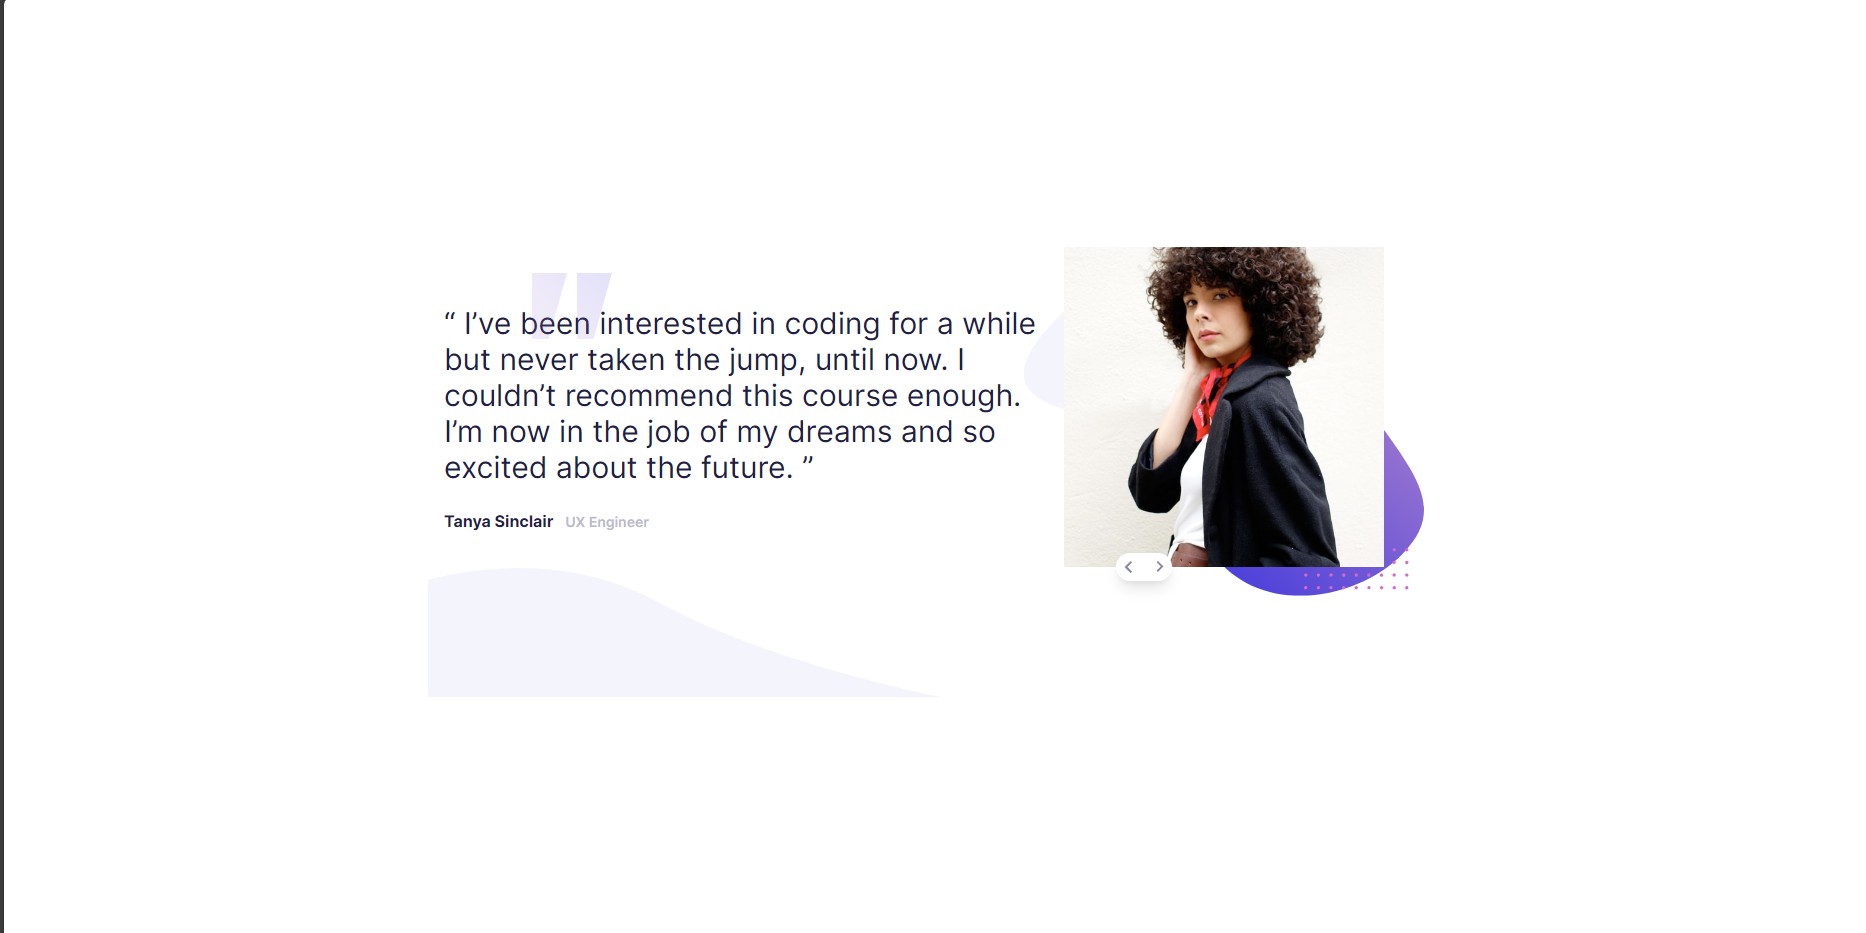 “ I’ve been interested in coding for a while
but never taken the jump, until now. I
couldn’t recommend this course enough.
I’m now in the job of my dreams and so
excited about the future. ”
Tanya Sinclair UX Engineer